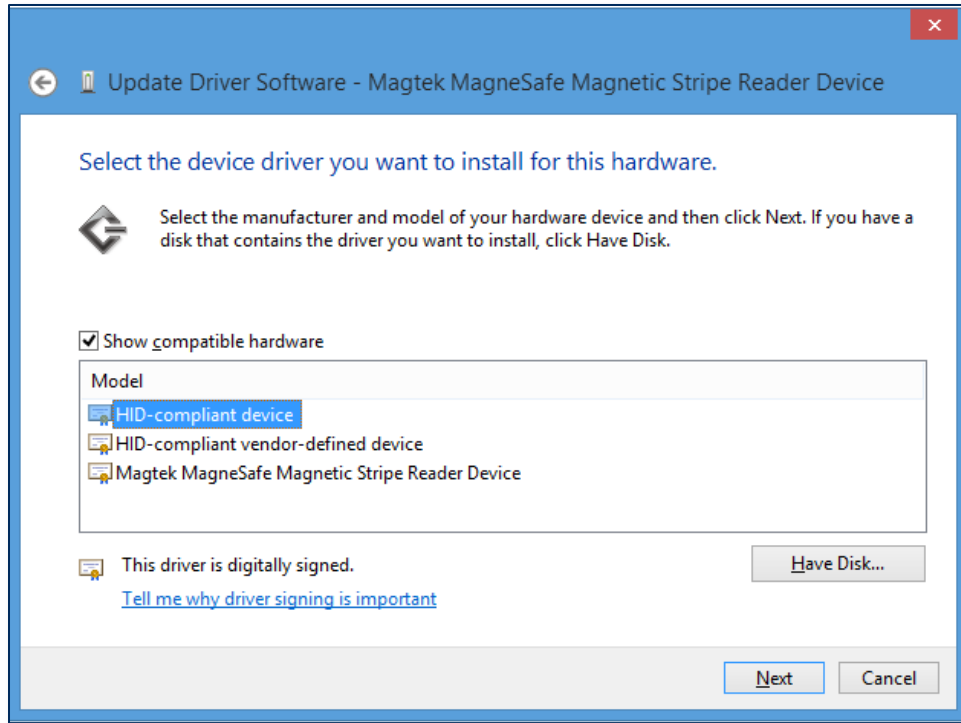 Update Driver Software - Magtek MagneSafe Magnetic Stripe Reader Device
Select the device driver you want to install for this hardware.
Select the manufacturer and model of your hardware device and then click Next. If you have a
disk that contains the driver you want to install, click Have Disk.
Show compatible hardware
Model
HID-compliant device
HID-compliant vendor-defined device
Magtek MagneSafe Magnetic Stripe Reader Device
This driver is digitally signed.
Have Disk...
Tell me why driver signing is important
Next
Cancel